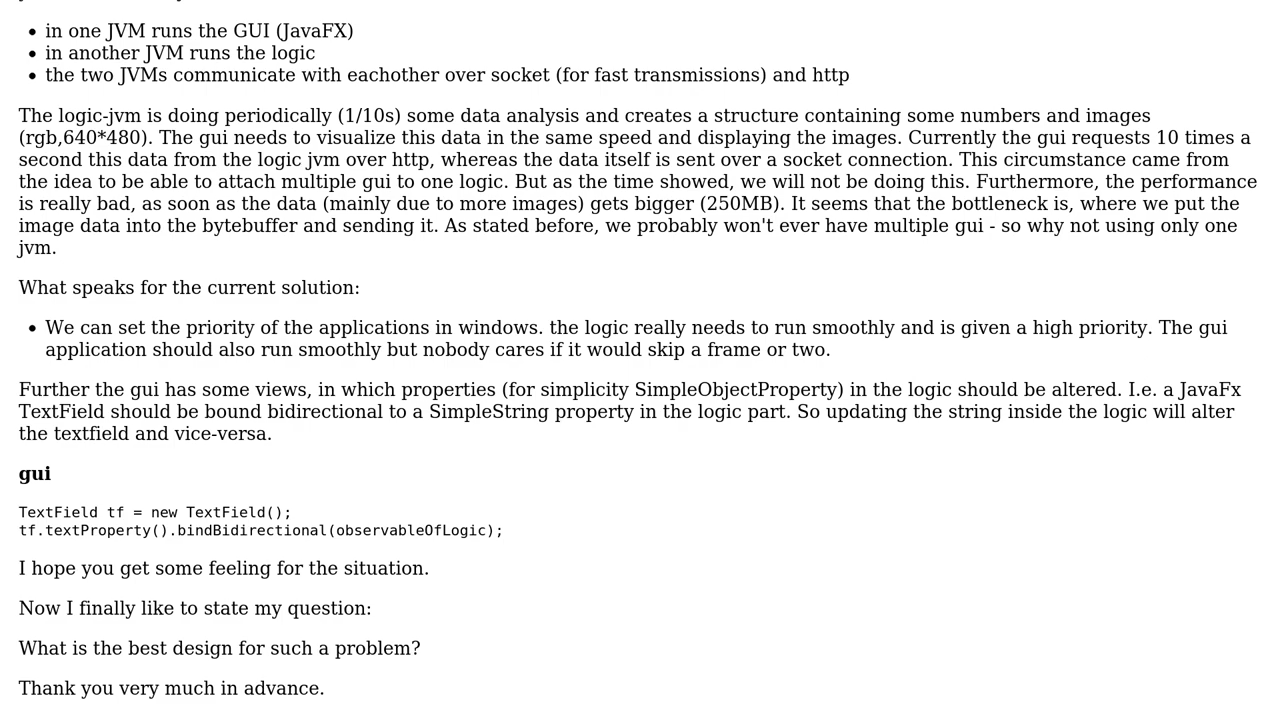 in one JVM runs the GUI (JavaFX)
in another JVM runs the logic
the two JVMs communicate with eachother over socket (for fast transmissions) and http
The logic-jvm is doing periodically (1/10s) some data analysis and creates a structure containing some numbers and images
(rgb,640*480). The gui needs to visualize this data in the same speed and displaying the images. Currently the gui requests 10 times a
second this data from the logic jvm over http, whereas the data itself is sent over a socket connection. This circumstance came from
the idea to be able to attach multiple gui to one logic. But as the time showed, we will not be doing this. Furthermore, the performance
is really bad, as soon as the data (mainly due to more images) gets bigger (250MB). It seems that the bottleneck is, where we put the
image data into the bytebuffer and sending it. As stated before, we probably won't ever have multiple gui - so why not using only one
jvm.
What speaks for the current solution:
We can set the priority of the applications in windows. the logic really needs to run smoothly and is given a high priority. The gui
application should also run smoothly but nobody cares if it would skip a frame or two.
Further the gui has some views, in which properties (for simplicity SimpleObjectProperty) in the logic should be altered. I.e. a JavaFx
TextField should be bound bidirectional to a SimpleString property in the logic part. So updating the string inside the logic will alter
the textfield and vice-versa.
gui
TextField tf = new TextField();
tf.textProperty().bindBidirectional(observableOfLogic);
I hope you get some feeling for the situation.
Now I finally like to state my question:
What is the best design for such a problem?
Thank you very much in advance.